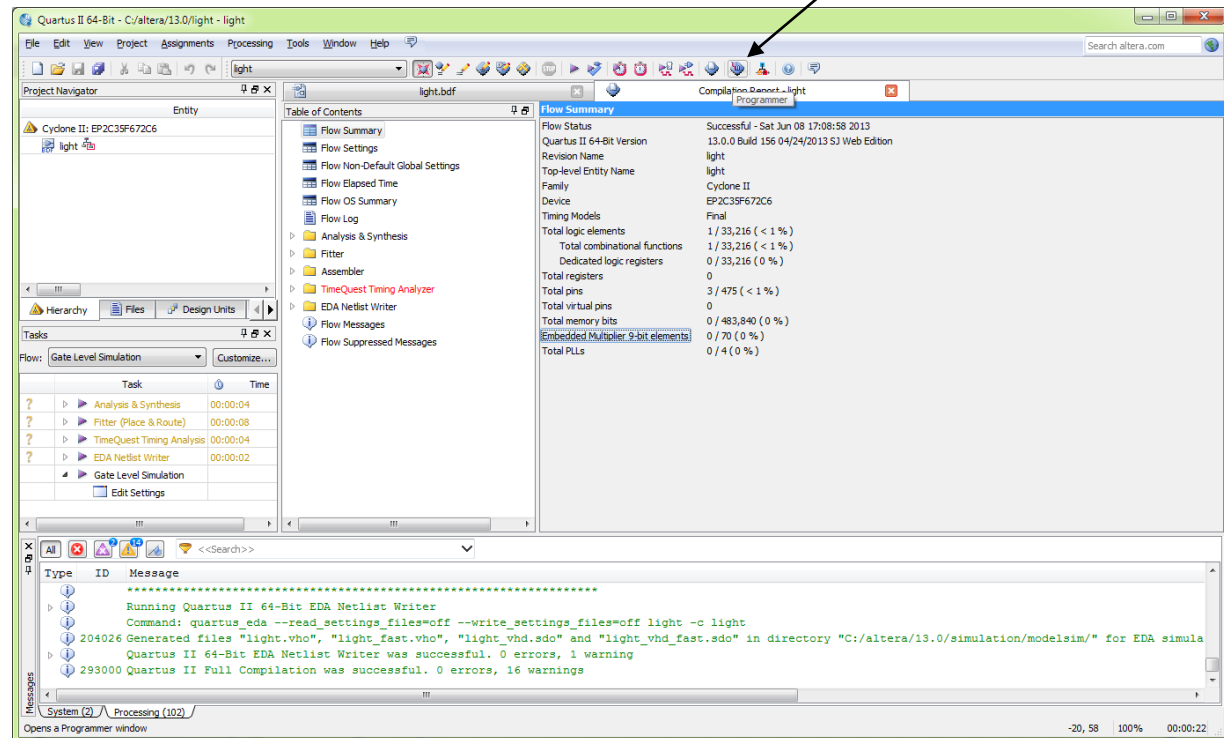 Quartus II 64-Bit - C:/altera/13.0/light - light
File Edit View Project Assignments Processing Tools Window Help
Search altera.com
light
Project Navigator
Entity
Cyclone II: EP2C35F672C6
light
Hierarchy Files Design Units
Tasks
Flow: Gate Level Simulation Customize...
Task Time
? Analysis & Synthesis 00:00:04
? Fitter (Place & Route) 00:00:08
? TimeQuest Timing Analysis 00:00:04
? EDA Netlist Writer 00:00:02
Gate Level Simulation
Edit Settings
light.bdf
Compilation Report - light
Programmer
Table of Contents
Flow Summary
Flow Settings
Flow Non-Default Global Settings
Flow Elapsed Time
Flow OS Summary
Flow Log
Analysis & Synthesis
Fitter
Assembler
TimeQuest Timing Analyzer
EDA Netlist Writer
Flow Messages
Flow Suppressed Messages
Flow Summary
Flow Status Successful - Sat Jun 08 17:08:58 2013
Quartus II 64-Bit Version 13.0.0 Build 156 04/24/2013 SJ Web Edition
Revision Name light
Top-level Entity Name light
Family Cyclone II
Device EP2C35F672C6
Timing Models Final
Total logic elements 1 / 33,216 ( < 1 % )
Total combinational functions 1 / 33,216 ( < 1 % )
Dedicated logic registers 0 / 33,216 ( 0 % )
Total registers 0
Total pins 3 / 475 ( < 1 % )
Total virtual pins 0
Total memory bits 0 / 483,840 ( 0 % )
Embedded Multiplier 9-bit elements 0 / 70 ( 0 % )
Total PLLs 0 / 4 ( 0 % )
All 2 14 <<Search>>
Type ID Message
*******************************************************************
Running Quartus II 64-Bit EDA Netlist Writer
Command: quartus_eda --read_settings_files=off --write_settings_files=off light -c light
204026 Generated files "light.vho", "light_fast.vho", "light_vhd.sdo" and "light_vhd_fast.sdo" in directory "C:/altera/13.0/simulation/modelsim/" for EDA simula
Quartus II 64-Bit EDA Netlist Writer was successful. 0 errors, 1 warning
293000 Quartus II Full Compilation was successful. 0 errors, 16 warnings
Messages
System (2) Processing (102)
Opens a Programmer window -20, 58 100% 00:00:22